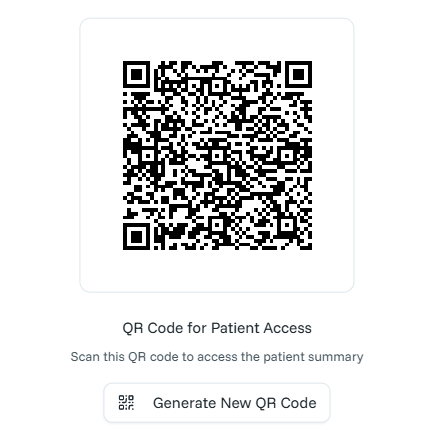 QR Code for Patient Access
Scan this QR code to access the patient summary
Generate New QR Code